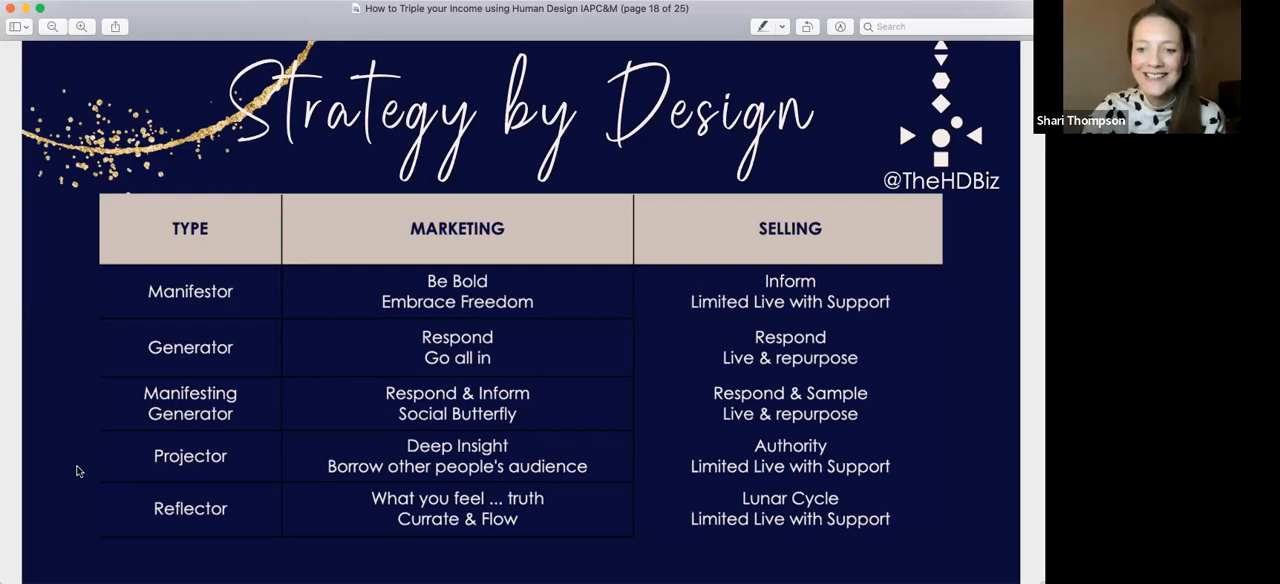 How to Triple your Income using Human Design IAPC&M (page 18 of 25)
Search
Shari Thompson
Strategy by Design
@TheHDBiz
TYPE MARKETING SELLING
Manifestor
Be Bold
Embrace Freedom
Inform
Limited Live with Support
Generator
Respond
Go all in
Respond
Live & repurpose
Manifesting
Generator
Respond & Inform
Social Butterfly
Respond & Sample
Live & repurpose
Projector
Deep Insight
Borrow other people's audience
Authority
Limited Live with Support
Reflector
What you feel ... truth
Currate & Flow
Lunar Cycle
Limited Live with Support